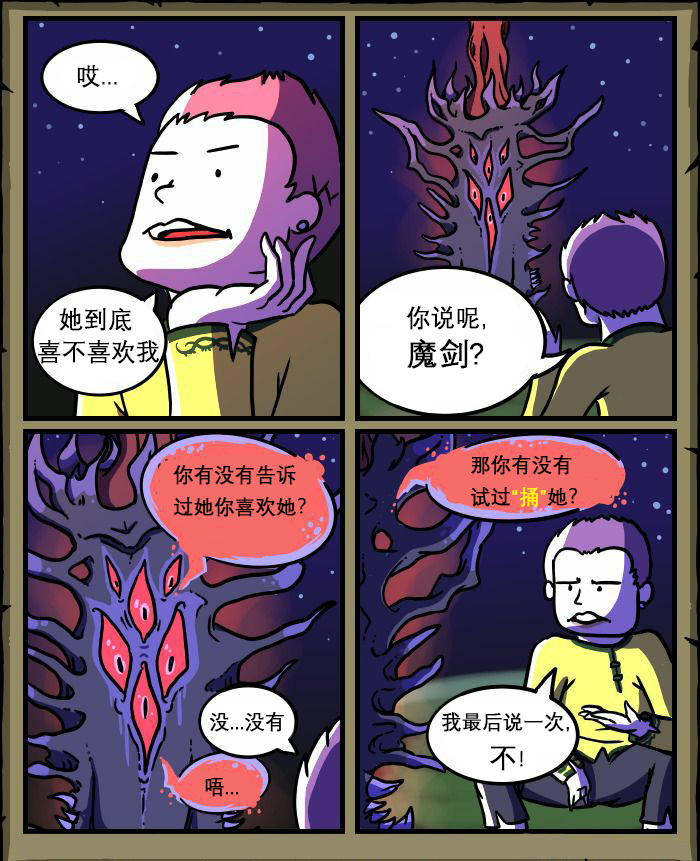 哎...
她到底
喜不喜欢我
你说呢,
魔剑?
你有没有告诉
过她你喜欢她?
没...没有
唔...
那你有没有
试过“捅”她?
我最后说一次,
不!